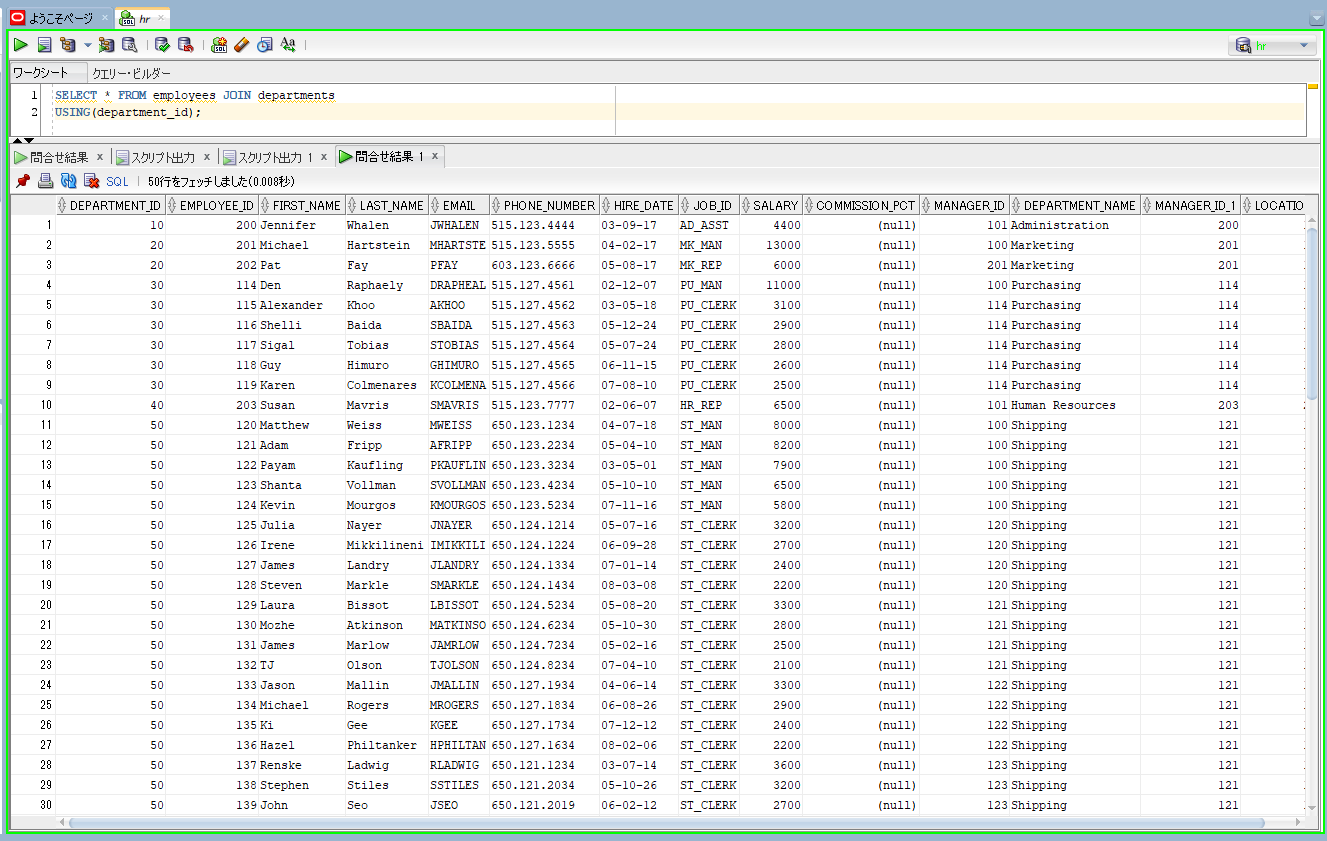 ようこそページ hr
hr
ワークシート クエリー・ビルダー
1 SELECT * FROM employees JOIN departments
2 USING(department_id);
問合せ結果 x スクリプト出力 x スクリプト出力 1 x 問合せ結果 1 x
SQL 50行をフェッチしました(0.008秒)
DEPARTMENT_ID EMPLOYEE_ID FIRST_NAME LAST_NAME EMAIL PHONE_NUMBER HIRE_DATE JOB_ID SALARY COMMISSION_PCT MANAGER_ID DEPARTMENT_NAME MANAGER_ID_1 LOCATIO
1 10 200 Jennifer Whalen JWHALEN 515.123.4444 03-09-17 AD_ASST 4400 (null) 101 Administration 200
2 20 201 Michael Hartstein MHARTSTE 515.123.5555 04-02-17 MK_MAN 13000 (null) 100 Marketing 201
3 20 202 Pat Fay PFAY 603.123.6666 05-08-17 MK_REP 6000 (null) 201 Marketing 201
4 30 114 Den Raphaely DRAPHEAL 515.127.4561 02-12-07 PU_MAN 11000 (null) 100 Purchasing 114
5 30 115 Alexander Khoo AKHOO 515.127.4562 03-05-18 PU_CLERK 3100 (null) 114 Purchasing 114
6 30 116 Shelli Baida SBAIDA 515.127.4563 05-12-24 PU_CLERK 2900 (null) 114 Purchasing 114
7 30 117 Sigal Tobias STOBIAS 515.127.4564 05-07-24 PU_CLERK 2800 (null) 114 Purchasing 114
8 30 118 Guy Himuro GHIMURO 515.127.4565 06-11-15 PU_CLERK 2600 (null) 114 Purchasing 114
9 30 119 Karen Colmenares KCOLMENA 515.127.4566 07-08-10 PU_CLERK 2500 (null) 114 Purchasing 114
10 40 203 Susan Mavris SMAVRIS 515.123.7777 02-06-07 HR_REP 6500 (null) 101 Human Resources 203
11 50 120 Matthew Weiss MWEISS 650.123.1234 04-07-18 ST_MAN 8000 (null) 100 Shipping 121
12 50 121 Adam Fripp AFRIPP 650.123.2234 05-04-10 ST_MAN 8200 (null) 100 Shipping 121
13 50 122 Payam Kaufling PKAUFLIN 650.123.3234 03-05-01 ST_MAN 7900 (null) 100 Shipping 121
14 50 123 Shanta Vollman SVOLLMAN 650.123.4234 05-10-10 ST_MAN 6500 (null) 100 Shipping 121
15 50 124 Kevin Mourgos KMOURGOS 650.123.5234 07-11-16 ST_MAN 5800 (null) 100 Shipping 121
16 50 125 Julia Nayer JNAYER 650.124.1214 05-07-16 ST_CLERK 3200 (null) 120 Shipping 121
17 50 126 Irene Mikkilineni IMIKKILI 650.124.1224 06-09-28 ST_CLERK 2700 (null) 120 Shipping 121
18 50 127 James Landry JLANDRY 650.124.1334 07-01-14 ST_CLERK 2400 (null) 120 Shipping 121
19 50 128 Steven Markle SMARKLE 650.124.1434 08-03-08 ST_CLERK 2200 (null) 120 Shipping 121
20 50 129 Laura Bissot LBISSOT 650.124.5234 05-08-20 ST_CLERK 3300 (null) 121 Shipping 121
21 50 130 Mozhe Atkinson MATKINSO 650.124.6234 05-10-30 ST_CLERK 2800 (null) 121 Shipping 121
22 50 131 James Marlow JAMRLOW 650.124.7234 05-02-16 ST_CLERK 2500 (null) 121 Shipping 121
23 50 132 TJ Olson TJOLSON 650.124.8234 07-04-10 ST_CLERK 2100 (null) 121 Shipping 121
24 50 133 Jason Mallin JMALLIN 650.127.1934 04-06-14 ST_CLERK 3300 (null) 122 Shipping 121
25 50 134 Michael Rogers MROGERS 650.127.1834 06-08-26 ST_CLERK 2900 (null) 122 Shipping 121
26 50 135 Ki Gee KGEE 650.127.1734 07-12-12 ST_CLERK 2400 (null) 122 Shipping 121
27 50 136 Hazel Philtanker HPHILTAN 650.127.1634 08-02-06 ST_CLERK 2200 (null) 122 Shipping 121
28 50 137 Renske Ladwig RLADWIG 650.121.1234 03-07-14 ST_CLERK 3600 (null) 123 Shipping 121
29 50 138 Stephen Stiles SSTILES 650.121.2034 05-10-26 ST_CLERK 3200 (null) 123 Shipping 121
30 50 139 John Seo JSEO 650.121.2019 06-02-12 ST_CLERK 2700 (null) 123 Shipping 121